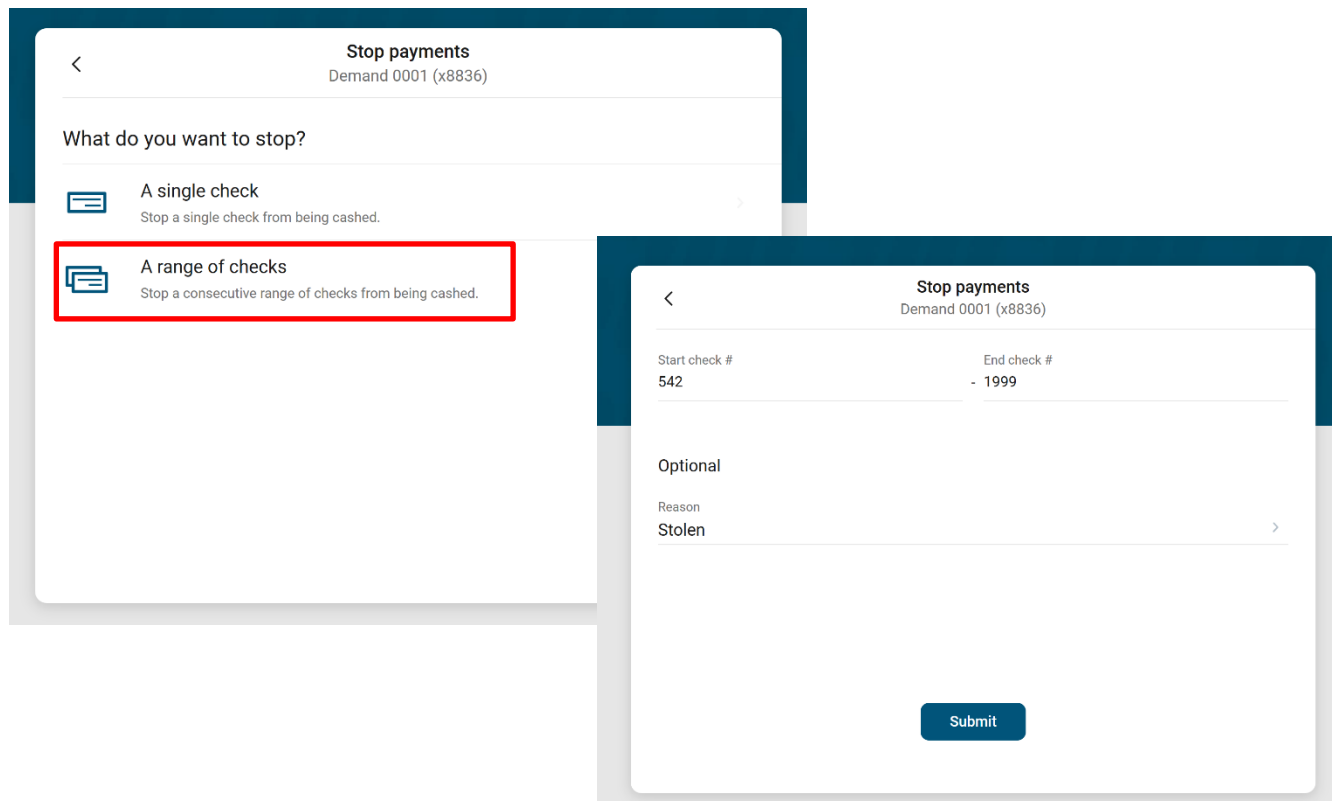 Stop payments
Demand 0001 (x8836)
What do you want to stop?
A single check
Stop a single check from being cashed.
A range of checks
Stop a consecutive range of checks from being cashed.
Stop payments
Demand 0001 (x8836)
Start check # End check #
542 - 1999
Optional
Reason
Stolen
Submit